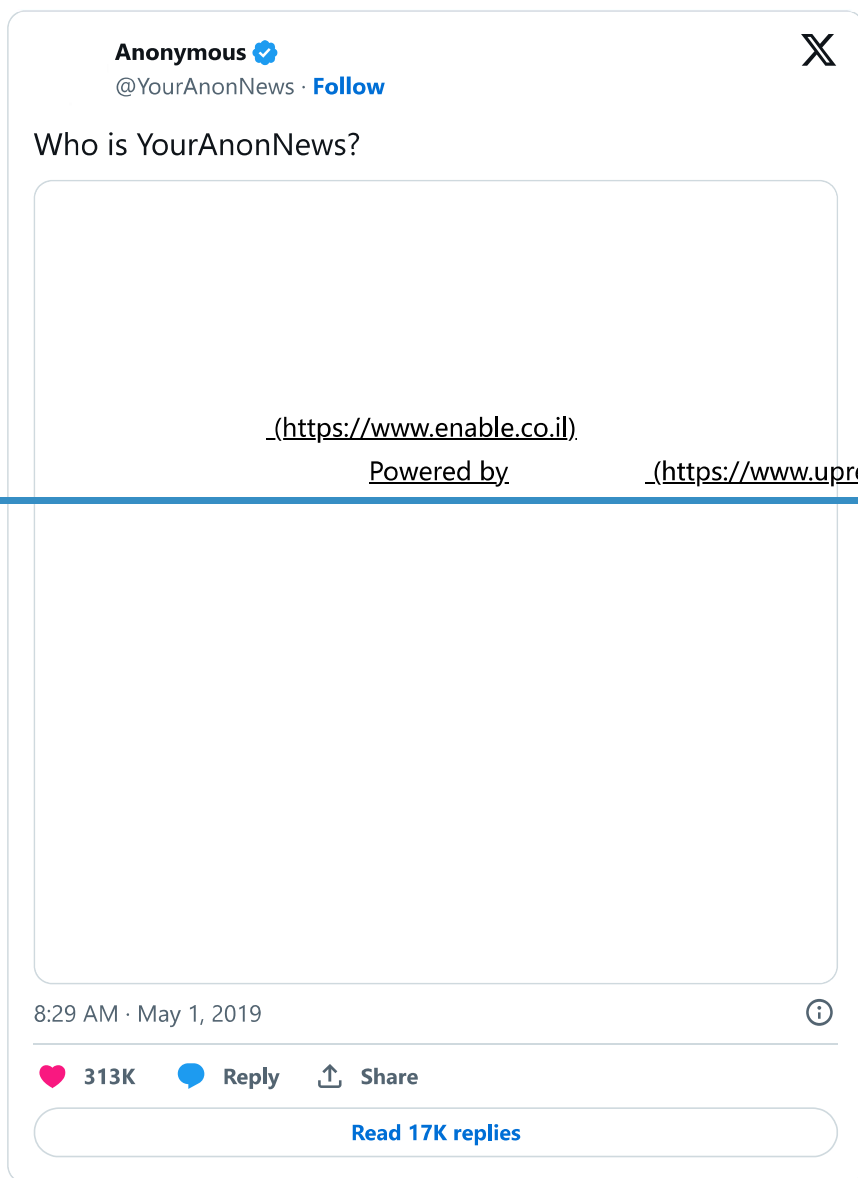 Anonymous
@YourAnonNews · Follow
Who is YourAnonNews?
(https://www.enable.co.il)
Powered by (https://www.upr
8:29 AM · May 1, 2019
313K Reply Share
Read 17K replies